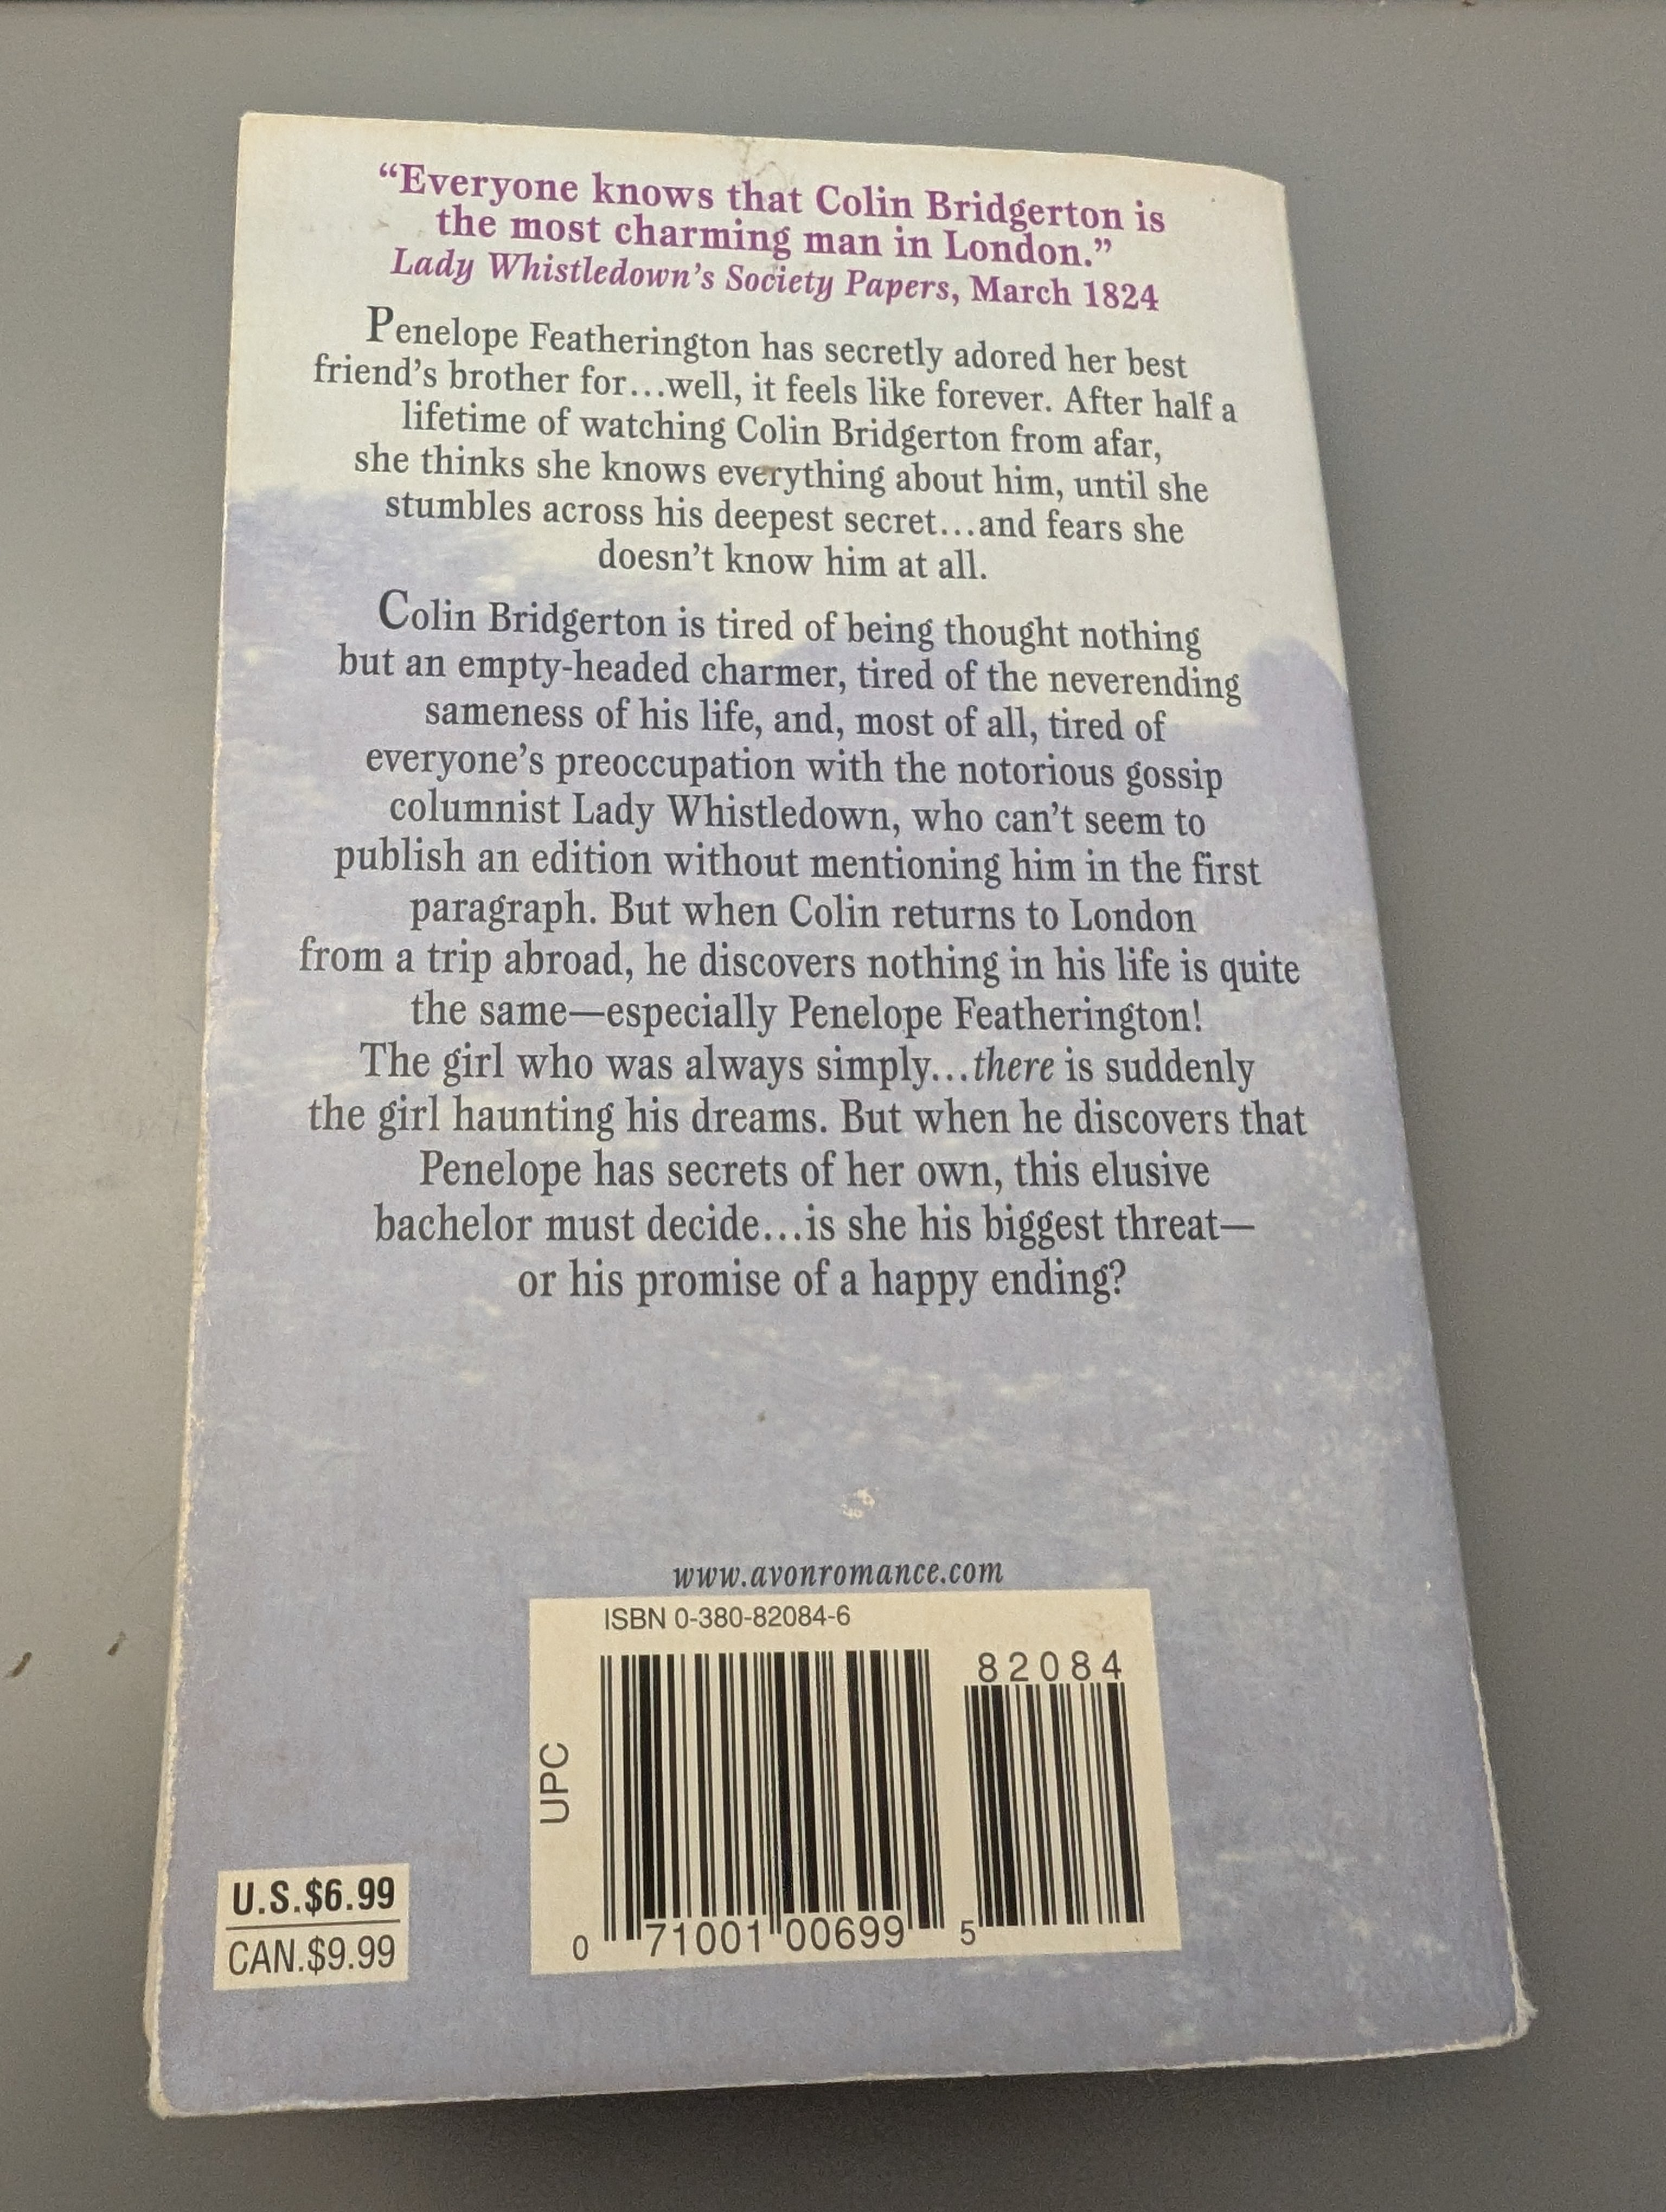 “Everyone knows that Colin Bridgerton is
the most charming man in London.”
Lady Whistledown’s Society Papers, March 1824
Penelope Featherington has secretly adored her best
friend’s brother for…well, it feels like forever. After half a
lifetime of watching Colin Bridgerton from afar,
she thinks she knows everything about him, until she
stumbles across his deepest secret…and fears she
doesn’t know him at all.
Colin Bridgerton is tired of being thought nothing
but an empty-headed charmer, tired of the neverending
sameness of his life, and, most of all, tired of
everyone’s preoccupation with the notorious gossip
columnist Lady Whistledown, who can’t seem to
publish an edition without mentioning him in the first
paragraph. But when Colin returns to London
from a trip abroad, he discovers nothing in his life is quite
the same—especially Penelope Featherington!
The girl who was always simply…there is suddenly
the girl haunting his dreams. But when he discovers that
Penelope has secrets of her own, this elusive
bachelor must decide…is she his biggest threat—
or his promise of a happy ending?
www.avonromance.com
ISBN 0-380-82084-6
82084
UPC
0 71001 00699 5
U.S.$6.99
CAN.$9.99